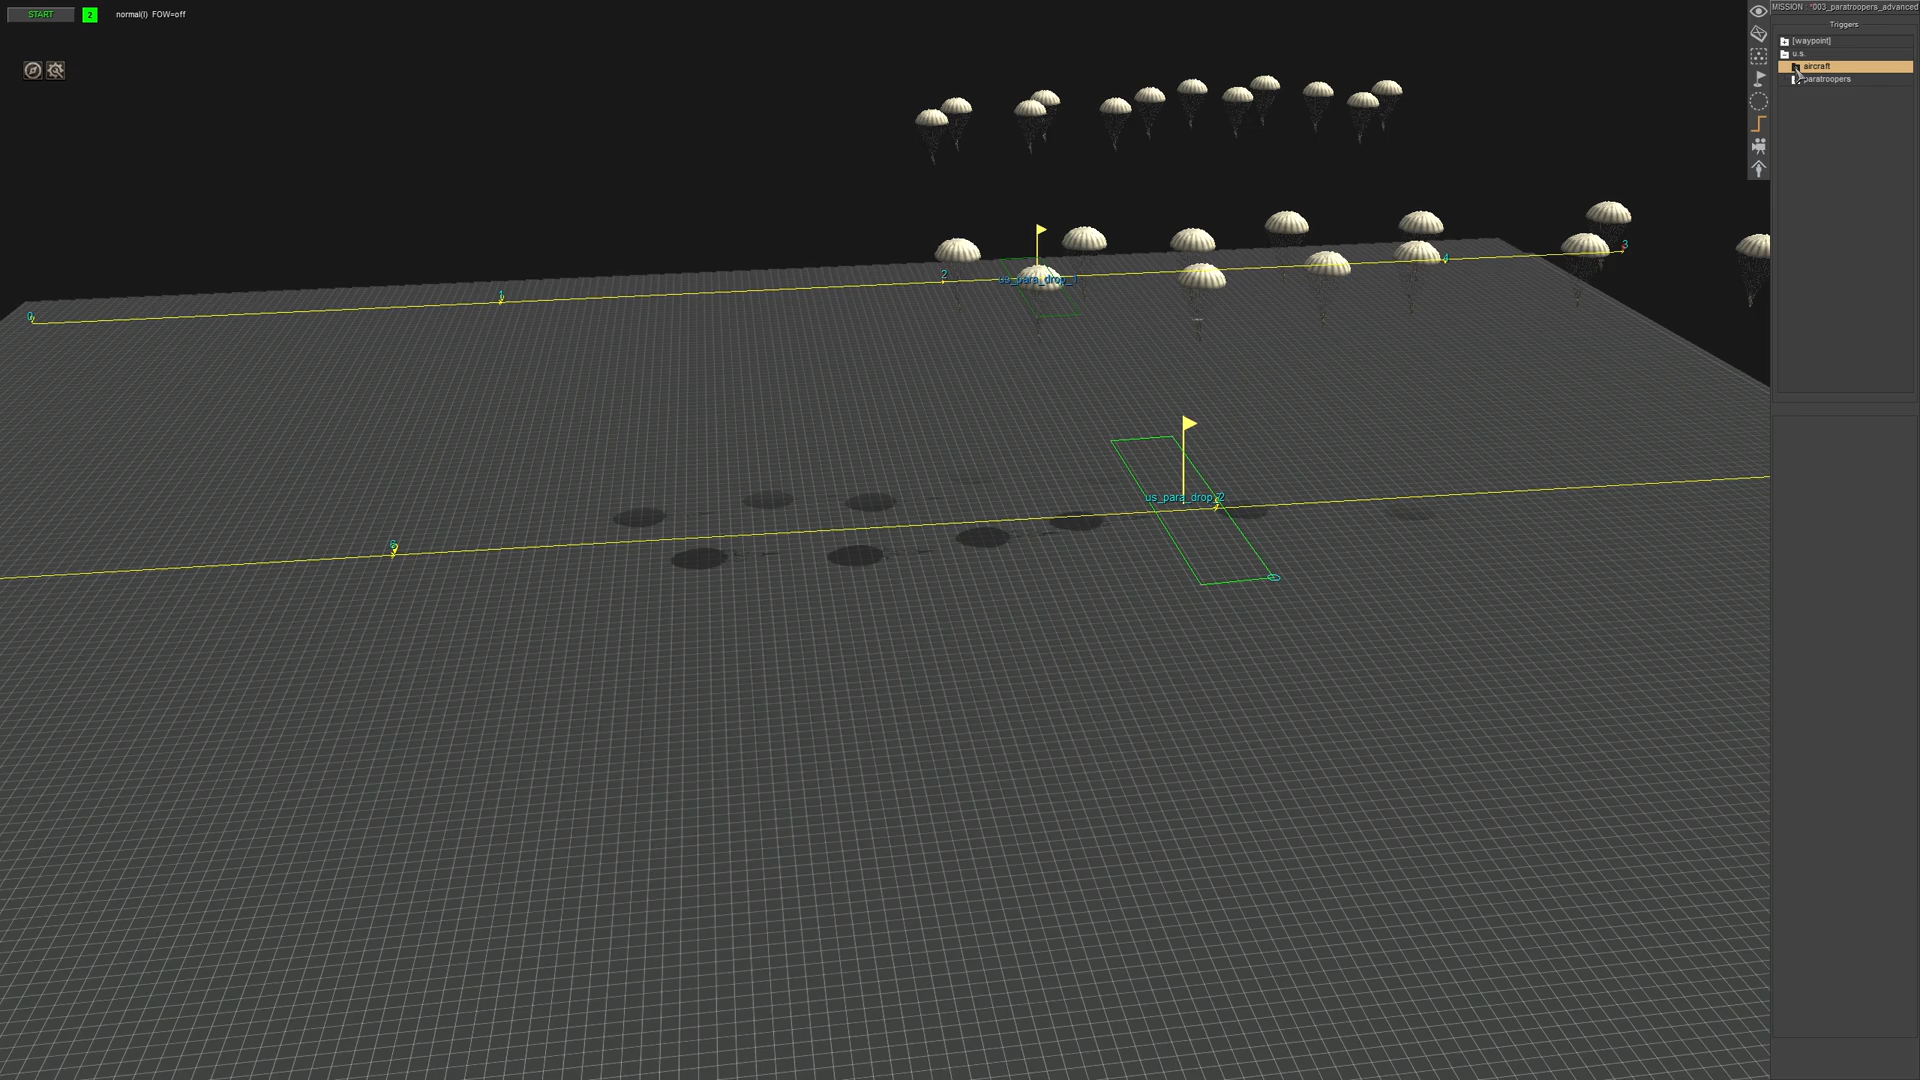 START 2 normal(l) FOW=off
MISSION : *003_paratroopers_advanced
Triggers
[waypoint]
u.s.
aircraft
paratroopers
0
1
2
us_para_drop_1
4
3
us_para_drop_2
6